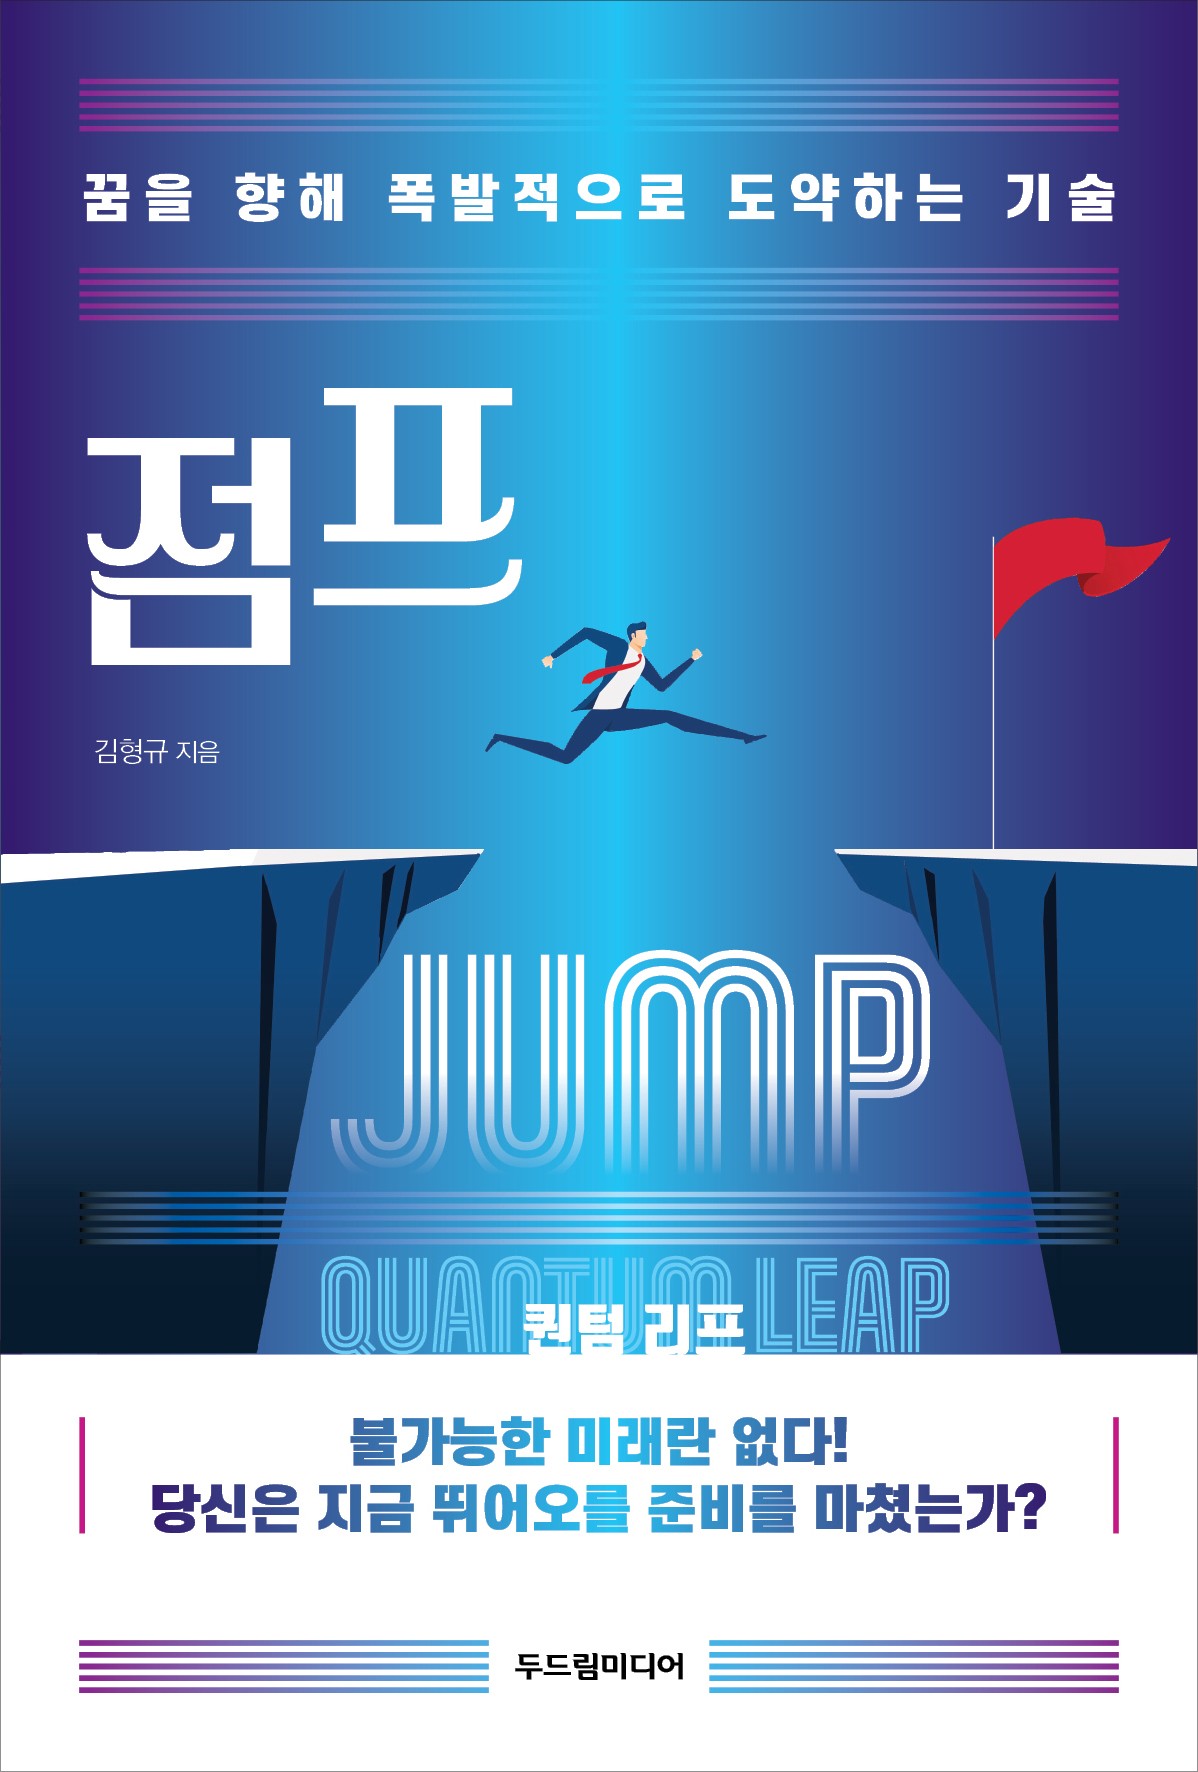 꿈을 향해 폭발적으로 도약하는 기술
점프
김형규 지음
JUMP
QUANTUM LEAP
퀀텀 리프
불가능한 미래란 없다!
당신은 지금 뛰어오를 준비를 마쳤는가?
두드림미디어